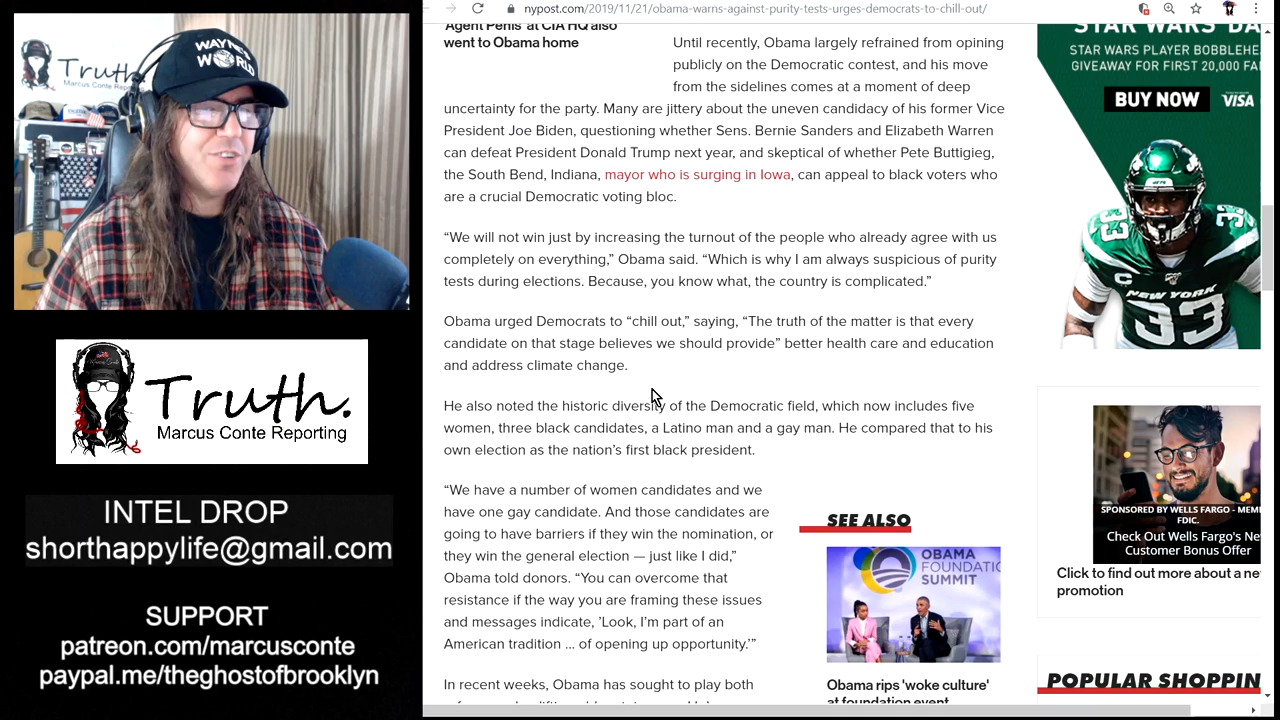 WAYNE'S
WORLD
Truth.
Marcus Conte Reporting
Truth.
Marcus Conte Reporting
INTEL DROP
shorthappylife@gmail.com
SUPPORT
patreon.com/marcusconte
paypal.me/theghostofbrooklyn
nypost.com/2019/11/21/obama-warns-against-purity-tests-urges-democrats-to-chill-out/
Agent Penis' at CIA HQ also
went to Obama home
Until recently, Obama largely refrained from opining
publicly on the Democratic contest, and his move
from the sidelines comes at a moment of deep
uncertainty for the party. Many are jittery about the uneven candidacy of his former Vice
President Joe Biden, questioning whether Sens. Bernie Sanders and Elizabeth Warren
can defeat President Donald Trump next year, and skeptical of whether Pete Buttigieg,
the South Bend, Indiana, mayor who is surging in Iowa, can appeal to black voters who
are a crucial Democratic voting bloc.
“We will not win just by increasing the turnout of the people who already agree with us
completely on everything,” Obama said. “Which is why I am always suspicious of purity
tests during elections. Because, you know what, the country is complicated.”
Obama urged Democrats to “chill out,” saying, “The truth of the matter is that every
candidate on that stage believes we should provide” better health care and education
and address climate change.
He also noted the historic diversity of the Democratic field, which now includes five
women, three black candidates, a Latino man and a gay man. He compared that to his
own election as the nation’s first black president.
“We have a number of women candidates and we
have one gay candidate. And those candidates are
going to have barriers if they win the nomination, or
they win the general election — just like I did,”
Obama told donors. “You can overcome that
resistance if the way you are framing these issues
and messages indicate, ’Look, I’m part of an
American tradition … of opening up opportunity.’”
In recent weeks, Obama has sought to play both
SEE ALSO
OBAMA
FOUNDATIO
SUMMIT
Obama rips 'woke culture'
at foundation event
STAR WARS DA
STAR WARS PLAYER BOBBLEHE
GIVEAWAY FOR FIRST 20,000 FA
BUY NOW
VISA
33
C
NEW YORK
33
SPONSORED BY WELLS FARGO - MEM
FDIC.
Check Out Wells Fargo's Ne
Customer Bonus Offer
Click to find out more about a ne
promotion
POPULAR SHOPPIN